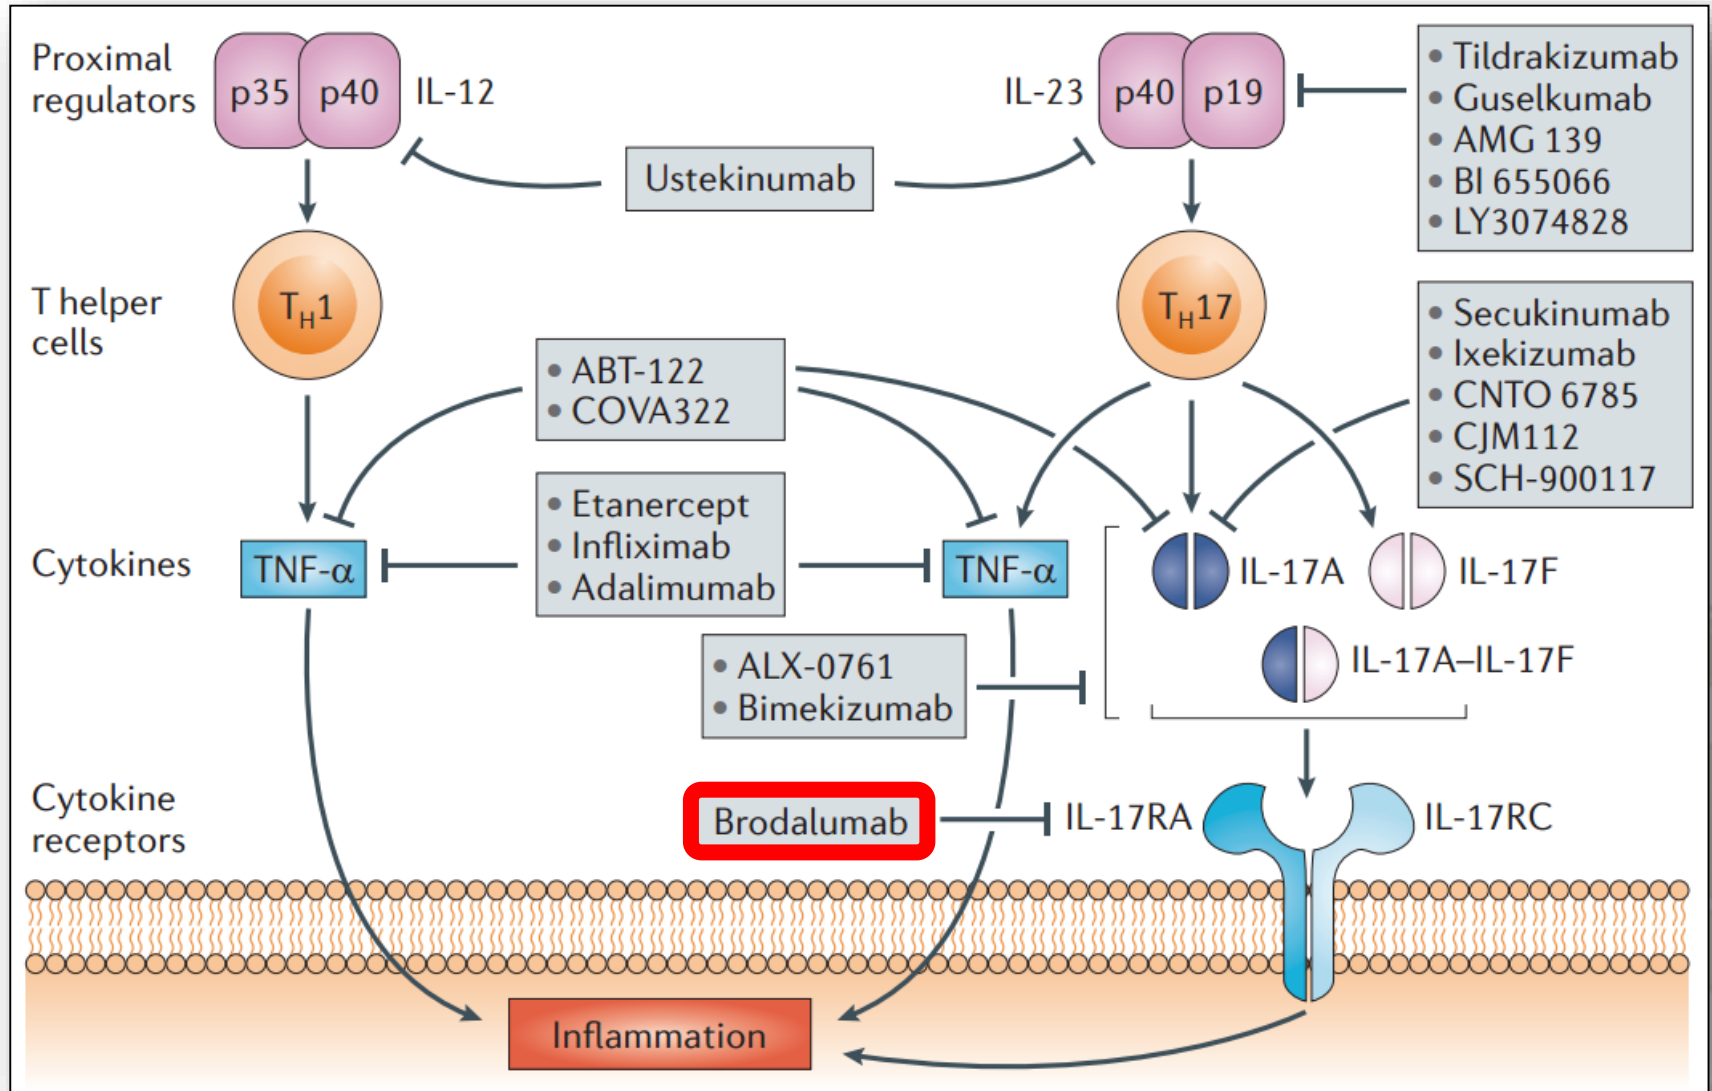 Proximal
regulators
p35
p40
IL-12
IL-23
p40
p19
• Tildrakizumab
• Guselkumab
• AMG 139
• BI 655066
• LY3074828
Ustekinumab
T helper
cells
TH1
TH17
• Secukinumab
• Ixekizumab
• CNTO 6785
• CJM112
• SCH-900117
• ABT-122
• COVA322
• Etanercept
• Infliximab
• Adalimumab
Cytokines
TNF-α
TNF-α
IL-17A
IL-17F
IL-17A–IL-17F
• ALX-0761
• Bimekizumab
Cytokine
receptors
Brodalumab
IL-17RA
IL-17RC
Inflammation